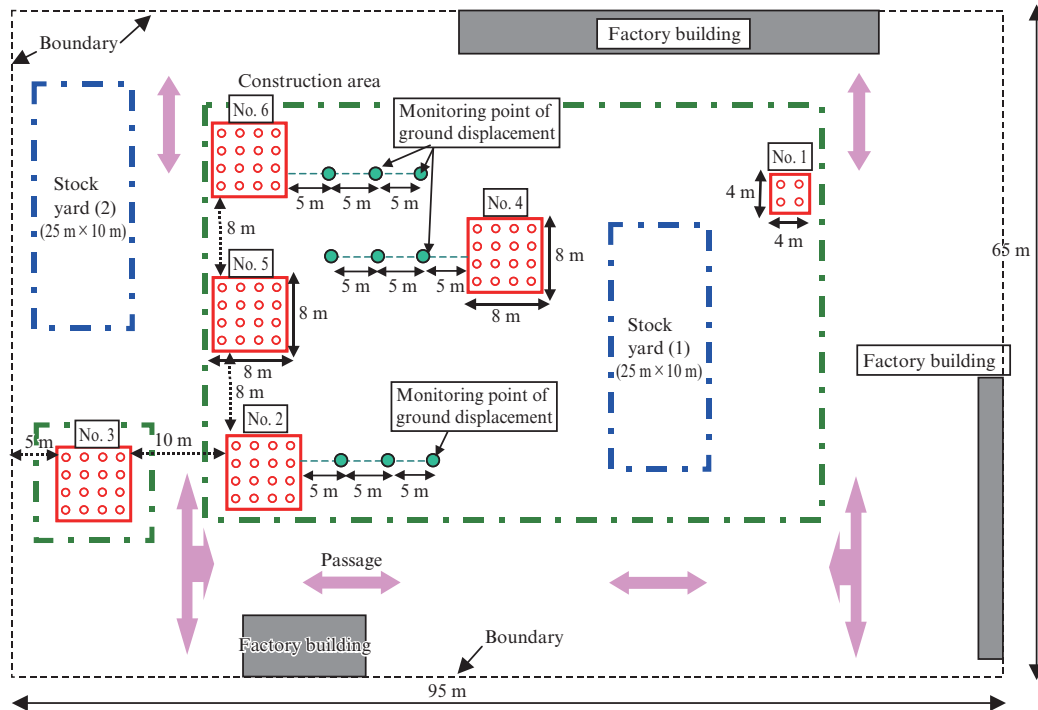 Boundary
Factory building
Construction area
No. 6
Monitoring point of
ground displacement
No. 1
Stock
yard (2)
(25 m × 10 m)
5 m
5 m
5 m
4 m
4 m
No. 4
8 m
65 m
No. 5
5 m
5 m
5 m
8 m
8 m
8 m
Stock
yard (1)
(25 m × 10 m)
8 m
8 m
Factory building
Monitoring point of
ground displacement
No. 3
No. 2
5 m
10 m
5 m
5 m
5 m
Passage
Factory building
Boundary
95 m